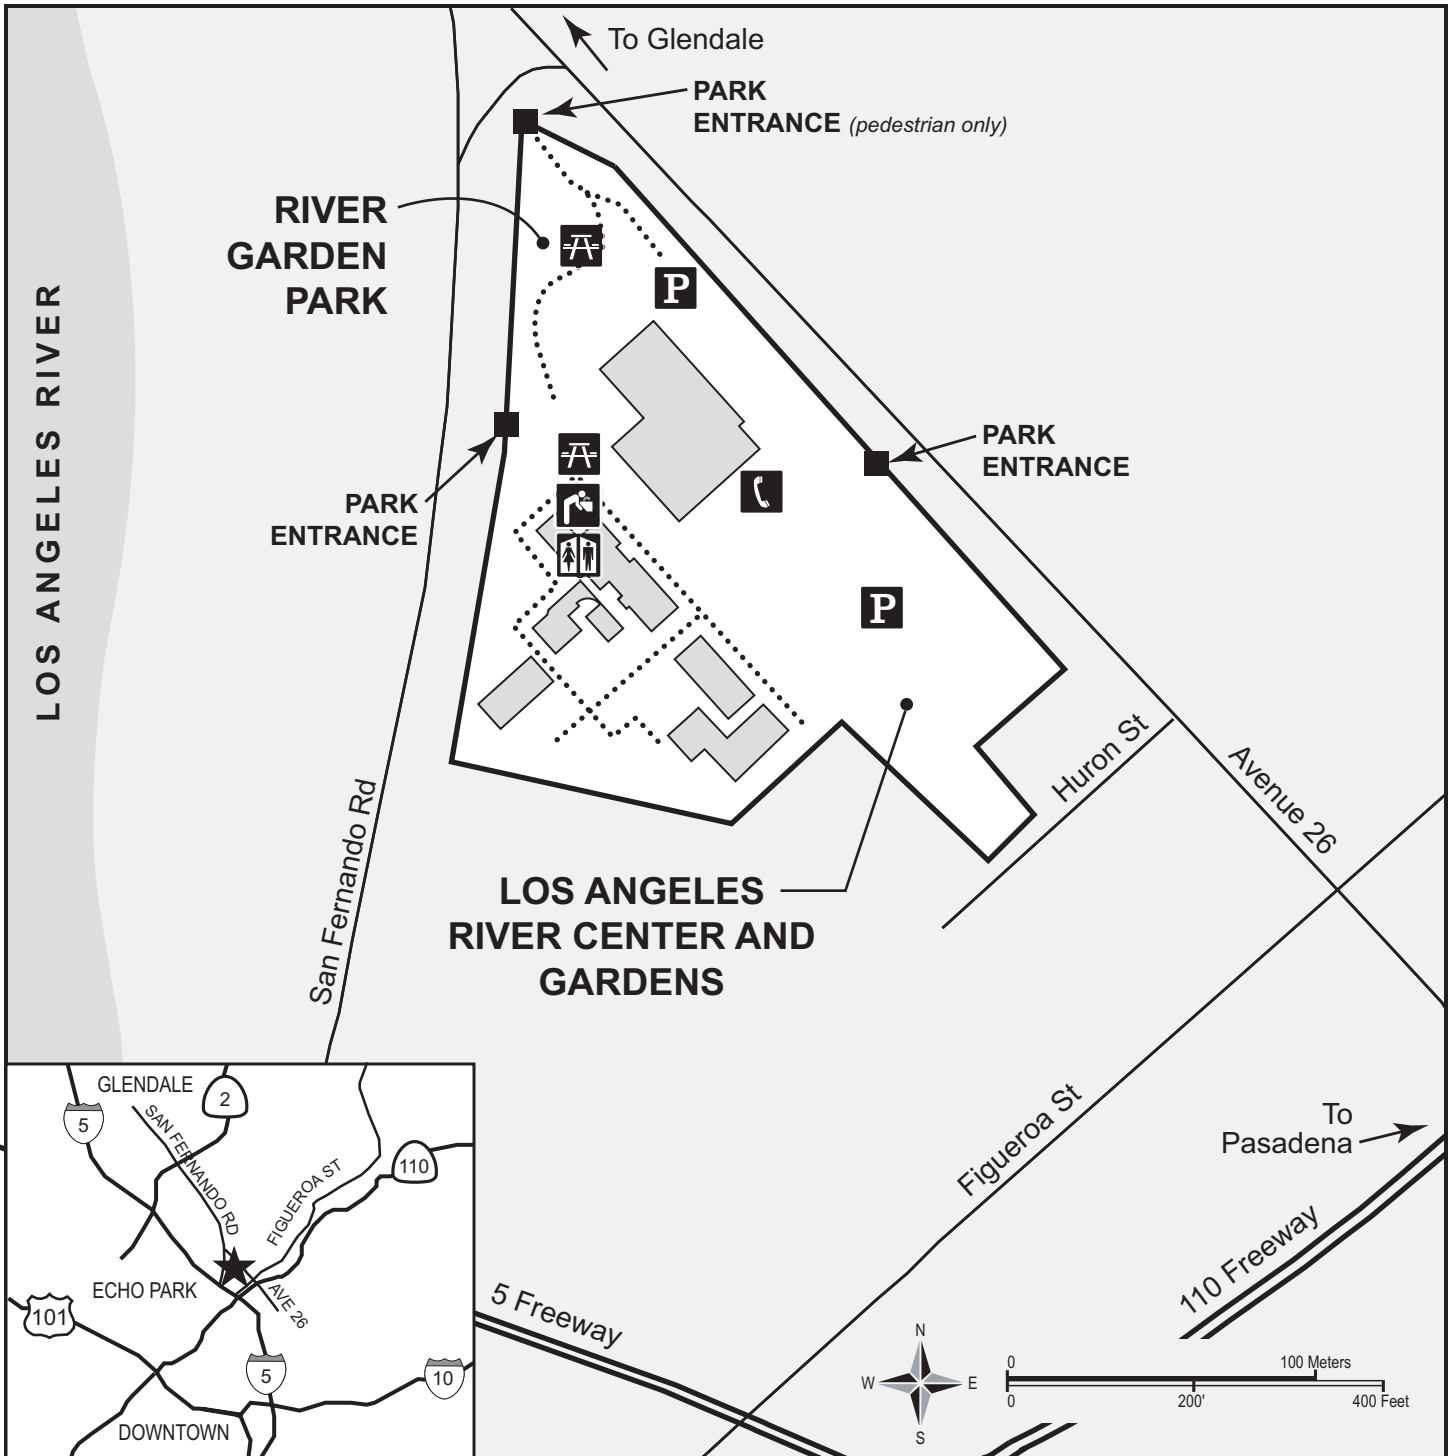 To Glendale
PARK
ENTRANCE (pedestrian only)
RIVER
GARDEN
PARK
P
LOS ANGELES RIVER
PARK
ENTRANCE
PARK
ENTRANCE
P
Huron St
Avenue 26
San Fernando Rd
LOS ANGELES
RIVER CENTER AND
GARDENS
Figueroa St
To
Pasadena
110 Freeway
5 Freeway
GLENDALE
2
5
SAN FERNANDO RD
FIGUEROA ST
110
ECHO PARK
AVE 26
101
5
10
DOWNTOWN
N
W E
S
0 100 Meters
0 200' 400 Feet